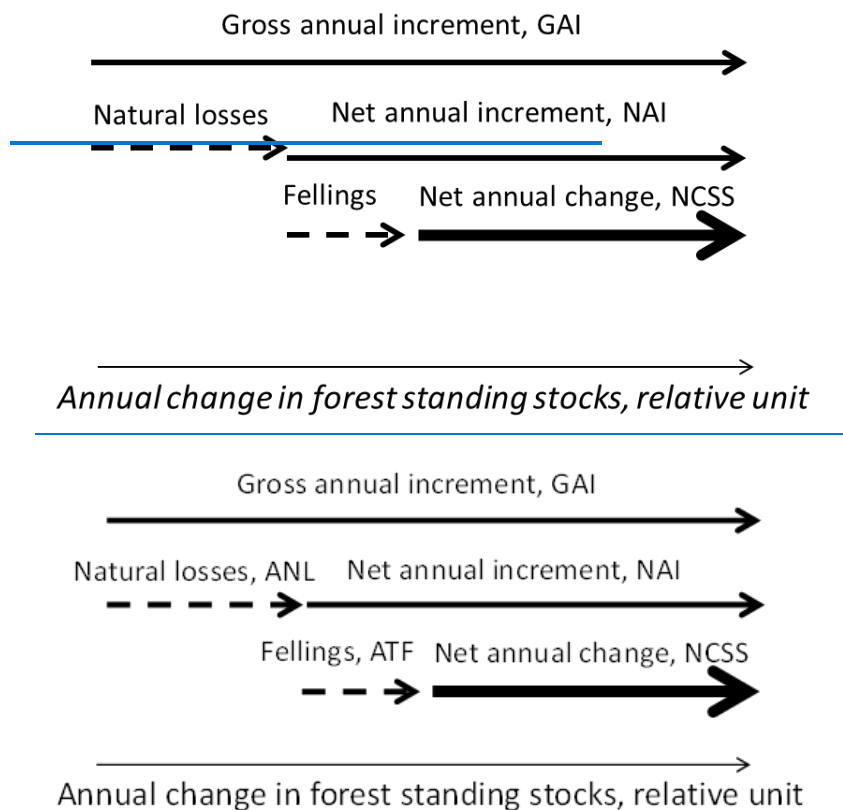 Gross annual increment, GAI
Natural losses Net annual increment, NAI
Fellings Net annual change, NCSS
Annual change in forest standing stocks, relative unit
Gross annual increment, GAI
Natural losses, ANL Net annual increment, NAI
Fellings, ATF Net annual change, NCSS
Annual change in forest standing stocks, relative unit